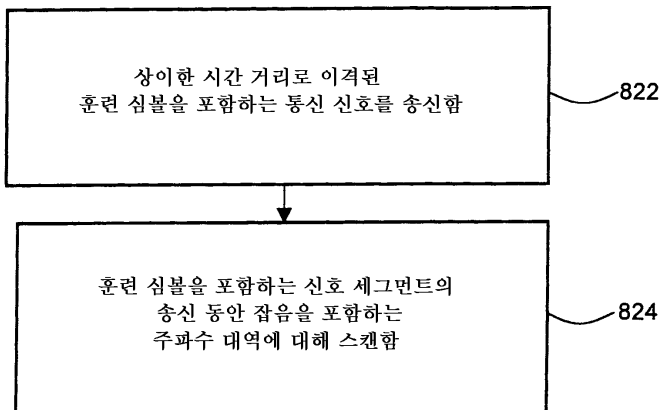 상이한 시간 거리로 이격된
훈련 심볼을 포함하는 통신 신호를 송신함
822
훈련 심볼을 포함하는 신호 세그먼트의
송신 동안 잡음을 포함하는
주파수 대역에 대해 스캔함
824